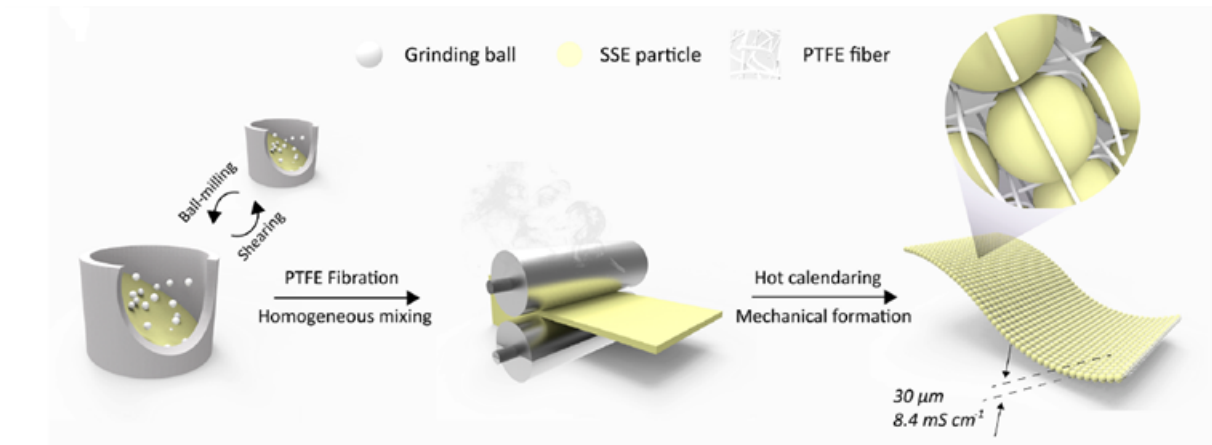 Grinding ball
SSE particle
PTFE fiber
Ball-milling
Shearing
PTFE Fibration
Homogeneous mixing
Hot calendaring
Mechanical formation
30 μm
8.4 mS cm⁻¹